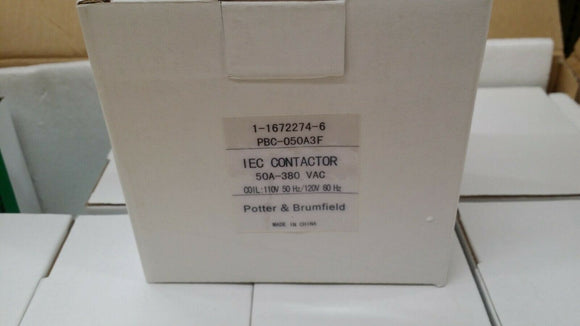 1-1672274-6
PBC-050A3F
IEC CONTACTOR
50A-380 VAC
COIL:110V 50 Hz/120V 60 Hz
Potter & Brumfield
MADE IN CHINA